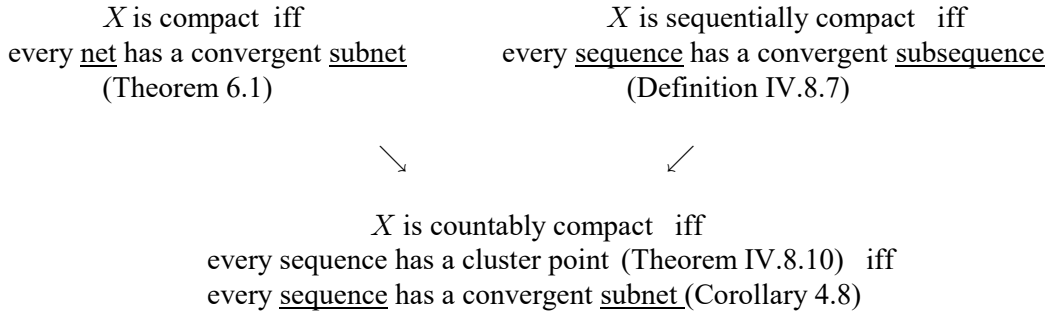 X is compact iff
every net has a convergent subnet
(Theorem 6.1)
X is sequentially compact iff
every sequence has a convergent subsequence
(Definition IV.8.7)
↘ ↙
X is countably compact iff
every sequence has a cluster point (Theorem IV.8.10) iff
every sequence has a convergent subnet (Corollary 4.8)